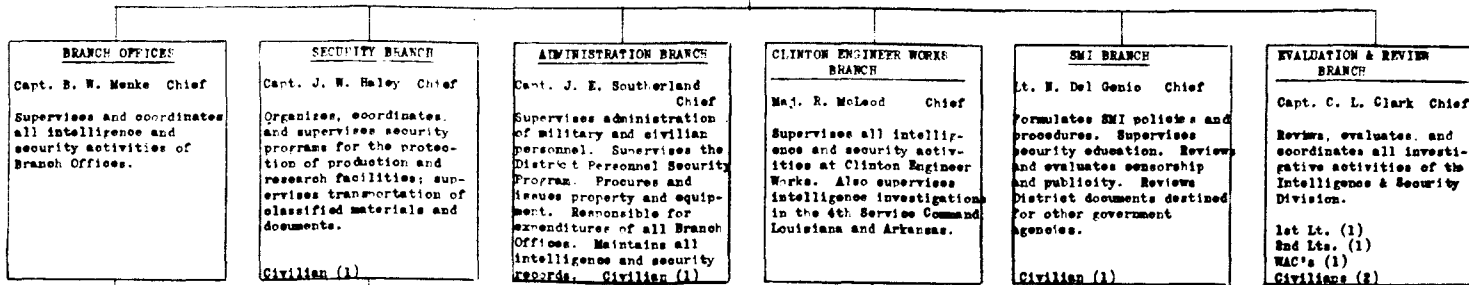 BRANCH OFFICES
Capt. B. W. Menke Chief
Supervises and coordinates
all intelligence and
security activities of
Branch Offices.
SECURITY BRANCH
Capt. J. W. Haley Chief
Organizes, coordinates,
and supervises security
programs for the protec-
tion of production and
research facilities; sup-
ervises transportation of
classified materials and
documents.
Civilian (1)
ADMINISTRATION BRANCH
Capt. J. E. Southerland
Chief
Supervises administration
of military and civilian
personnel. Supervises the
District Personnel Security
Program. Procures and
issues property and equip-
ment. Responsible for
expenditures of all Branch
Offices. Maintains all
intelligence and security
records. Civilian (1)
CLINTON ENGINEER WORKS
BRANCH
Maj. R. McLeod Chief
Supervises all intellig-
ence and security activ-
ities at Clinton Engineer
Works. Also supervises
intelligence investigations
in the 4th Service Command
Louisiana and Arkansas.
SMI BRANCH
Lt. N. Del Genio Chief
Formulates SMI policies and
procedures. Supervises
security education. Reviews
and evaluates censorship
and publicity. Reviews
District documents destined
for other government
agencies.
Civilian (1)
EVALUATION & REVIEW
BRANCH
Capt. C. L. Clark Chief
Reviews, evaluates, and
coordinates all investi-
gative activities of the
Intelligence & Security
Division.
1st Lt. (1)
2nd Lts. (1)
WAC's (1)
Civilians (2)